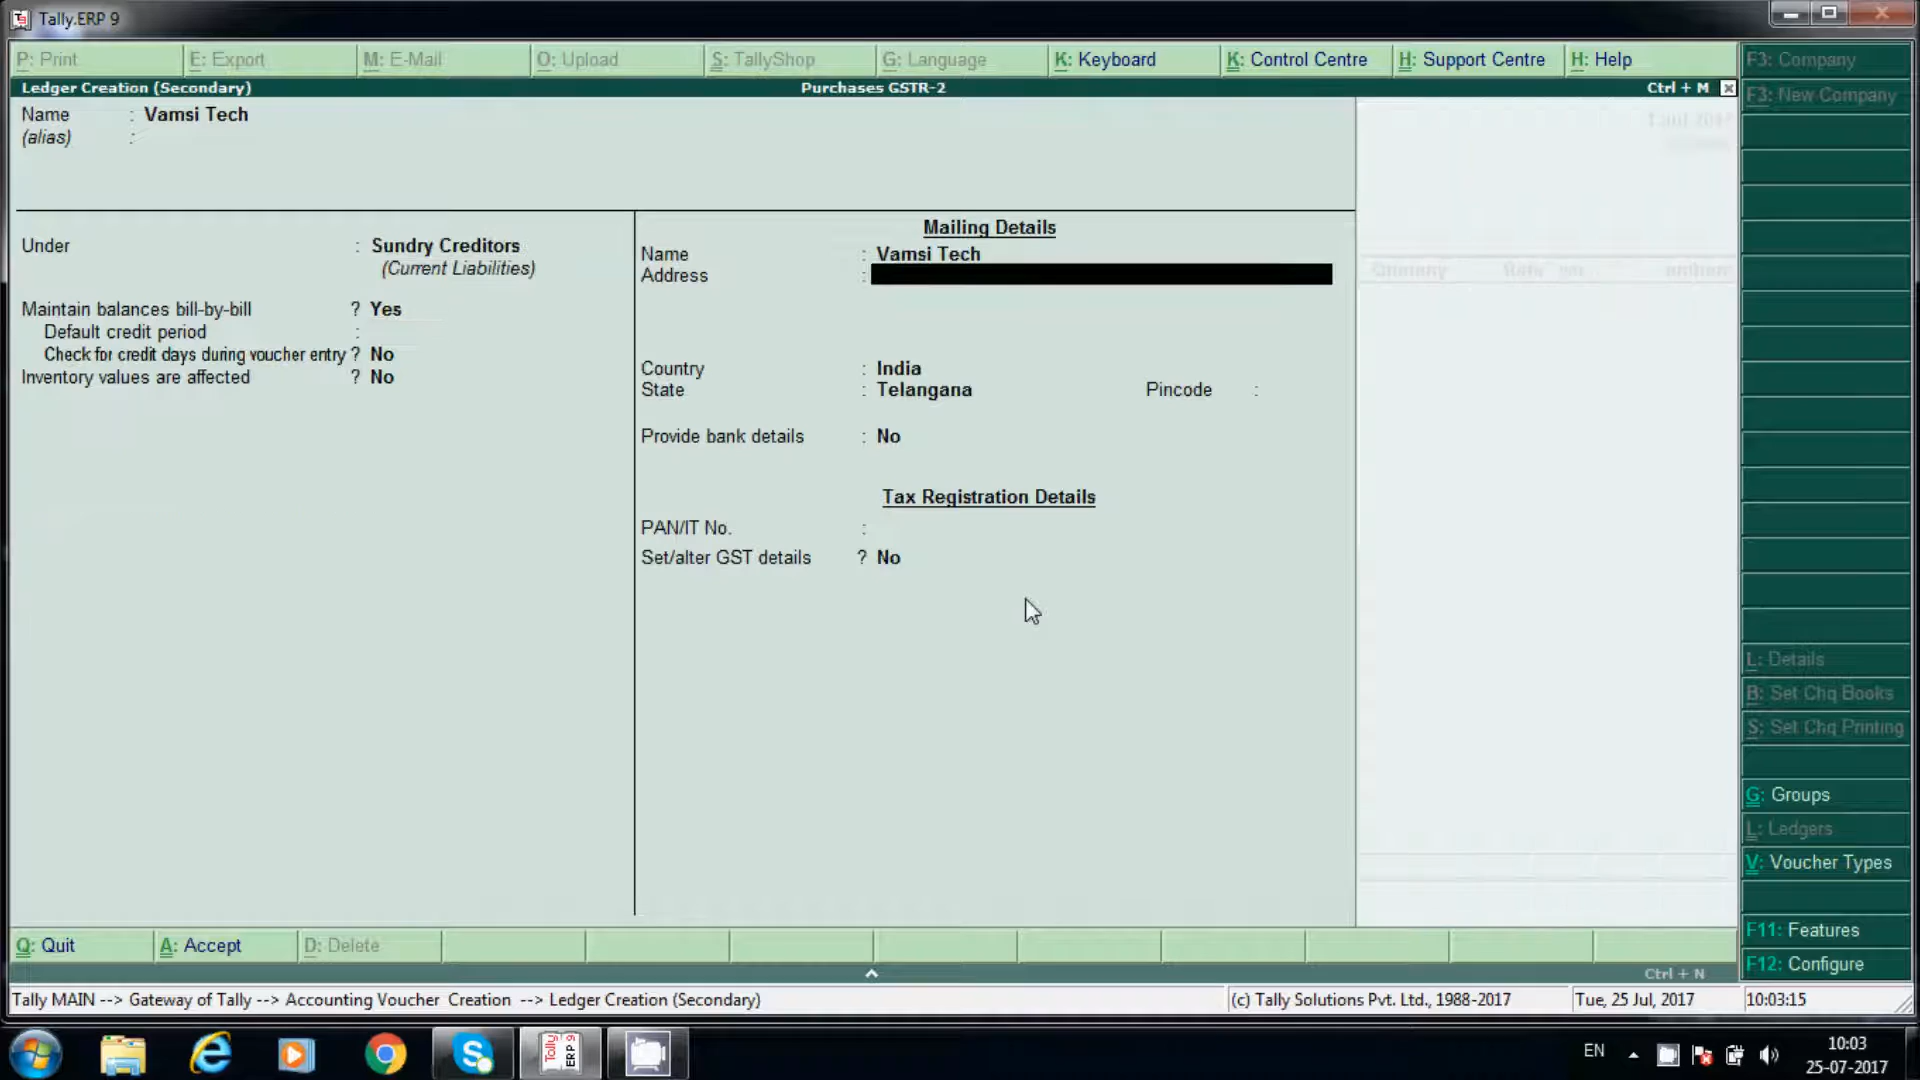 Tally.ERP 9
P: Print E: Export M: E-Mail O: Upload S: TallyShop G: Language K: Keyboard K: Control Centre H: Support Centre H: Help F3: Company
Ledger Creation (Secondary) Purchases GSTR-2 Ctrl + M
F3: New Company
Name : Vamsi Tech
(alias) :
Mailing Details
Under : Sundry Creditors
(Current Liabilities)
Name : Vamsi Tech
Address :
Quantity Rate per
Maintain balances bill-by-bill ? Yes
Default credit period :
Check for credit days during voucher entry ? No
Inventory values are affected ? No
Country : India
State : Telangana Pincode :
Provide bank details : No
Tax Registration Details
PAN/IT No. :
Set/alter GST details ? No
L: Details
B: Set Chq Books
S: Set Chq Printing
G: Groups
L: Ledgers
V: Voucher Types
F11: Features
F12: Configure
Q: Quit A: Accept D: Delete
Ctrl + N
Tally MAIN --> Gateway of Tally --> Accounting Voucher Creation --> Ledger Creation (Secondary) (c) Tally Solutions Pvt. Ltd., 1988-2017 Tue, 25 Jul, 2017 10:03:15
Tally ERP 9
EN
10:03
25-07-2017